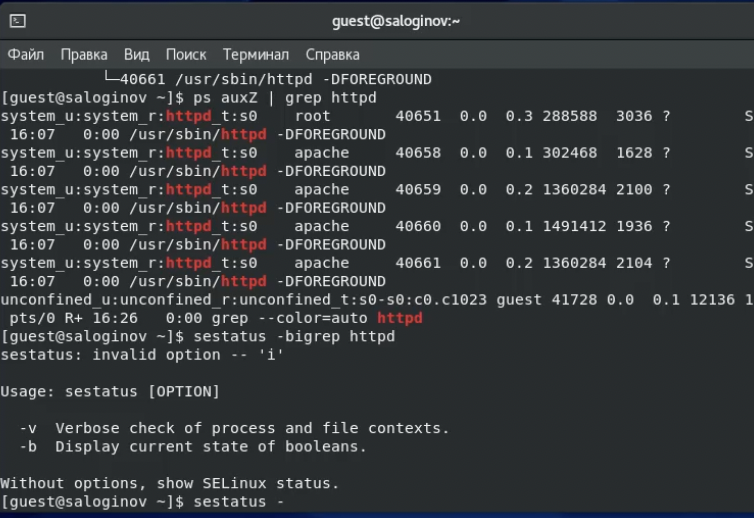 guest@saloginov:~
Файл Правка Вид Поиск Терминал Справка
└─40661 /usr/sbin/httpd -DFOREGROUND
[guest@saloginov ~]$ ps auxZ | grep httpd
system_u:system_r:httpd_t:s0    root       40651  0.0  0.3 288588  3036 ?        S
 16:07   0:00 /usr/sbin/httpd -DFOREGROUND
system_u:system_r:httpd_t:s0    apache     40658  0.0  0.1 302468  1628 ?        S
 16:07   0:00 /usr/sbin/httpd -DFOREGROUND
system_u:system_r:httpd_t:s0    apache     40659  0.0  0.2 1360284 2100 ?        S
 16:07   0:00 /usr/sbin/httpd -DFOREGROUND
system_u:system_r:httpd_t:s0    apache     40660  0.0  0.1 1491412 1936 ?        S
 16:07   0:00 /usr/sbin/httpd -DFOREGROUND
system_u:system_r:httpd_t:s0    apache     40661  0.0  0.2 1360284 2104 ?        S
 16:07   0:00 /usr/sbin/httpd -DFOREGROUND
unconfined_u:unconfined_r:unconfined_t:s0-s0:c0.c1023 guest 41728 0.0  0.1 12136 1
 pts/0 R+ 16:26   0:00 grep --color=auto httpd
[guest@saloginov ~]$ sestatus -bigrep httpd
sestatus: invalid option -- 'i'
Usage: sestatus [OPTION]
  -v  Verbose check of process and file contexts.
  -b  Display current state of booleans.
Without options, show SELinux status.
[guest@saloginov ~]$ sestatus -